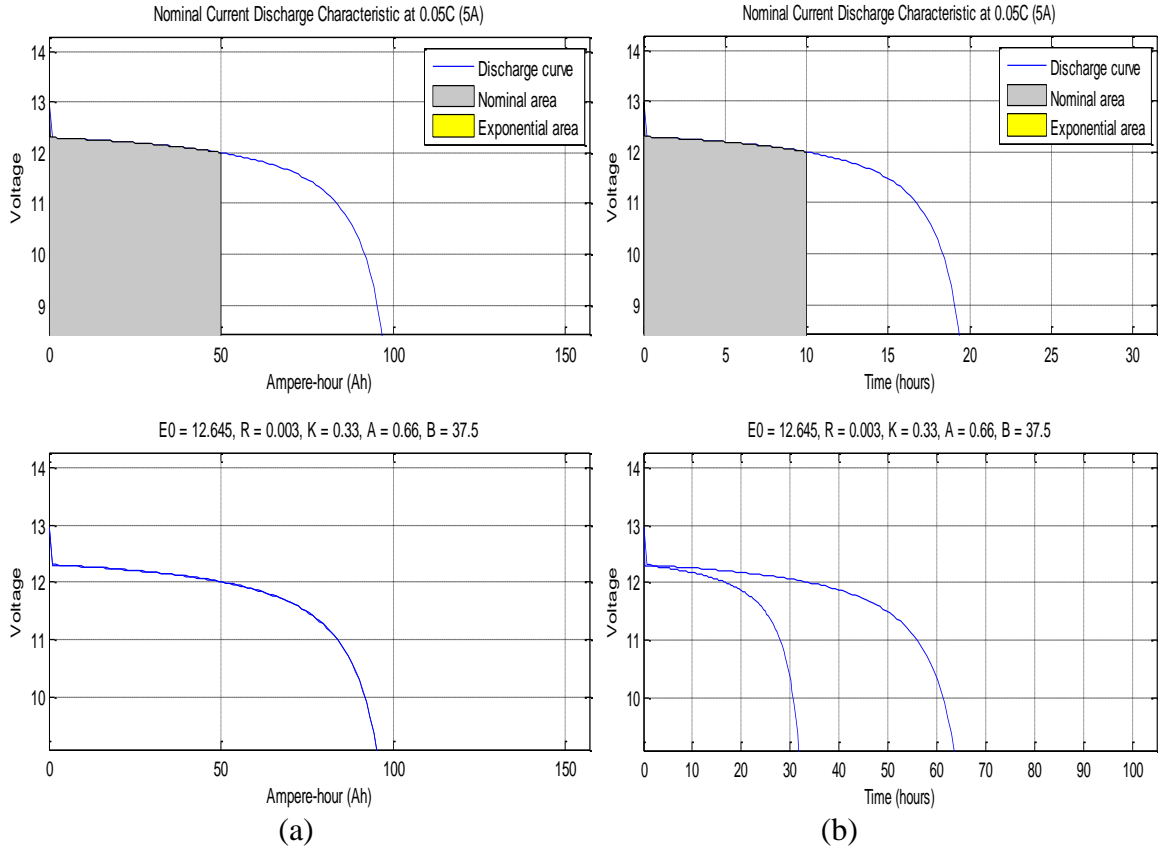 Nominal Current Discharge Characteristic at 0.05C (5A)
14
13
12
11
10
9
Voltage
Discharge curve
Nominal area
Exponential area
0 50 100 150
Ampere-hour (Ah)
Nominal Current Discharge Characteristic at 0.05C (5A)
14
13
12
11
10
9
Voltage
Discharge curve
Nominal area
Exponential area
0 5 10 15 20 25 30
Time (hours)
E0 = 12.645, R = 0.003, K = 0.33, A = 0.66, B = 37.5
14
13
12
11
10
Voltage
0 50 100 150
Ampere-hour (Ah)
(a)
E0 = 12.645, R = 0.003, K = 0.33, A = 0.66, B = 37.5
14
13
12
11
10
Voltage
0 10 20 30 40 50 60 70 80 90 100
Time (hours)
(b)